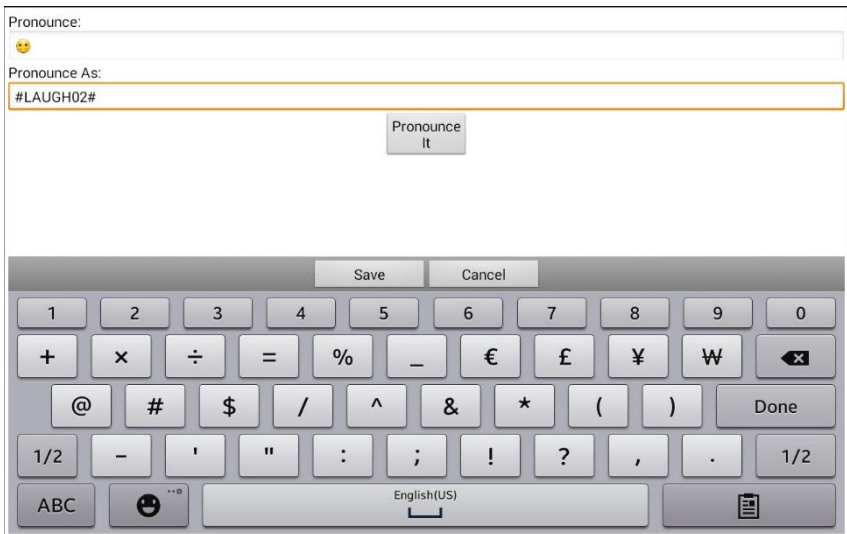 Pronounce:
🙂
Pronounce As:
#LAUGH02#
Pronounce
It
Save Cancel
1 2 3 4 5 6 7 8 9 0
+ × ÷ = % _ € £ ¥ ₩
@ # $ / ^ & * ( ) Done
1/2 - ' " : ; ! ? , . 1/2
ABC English(US)